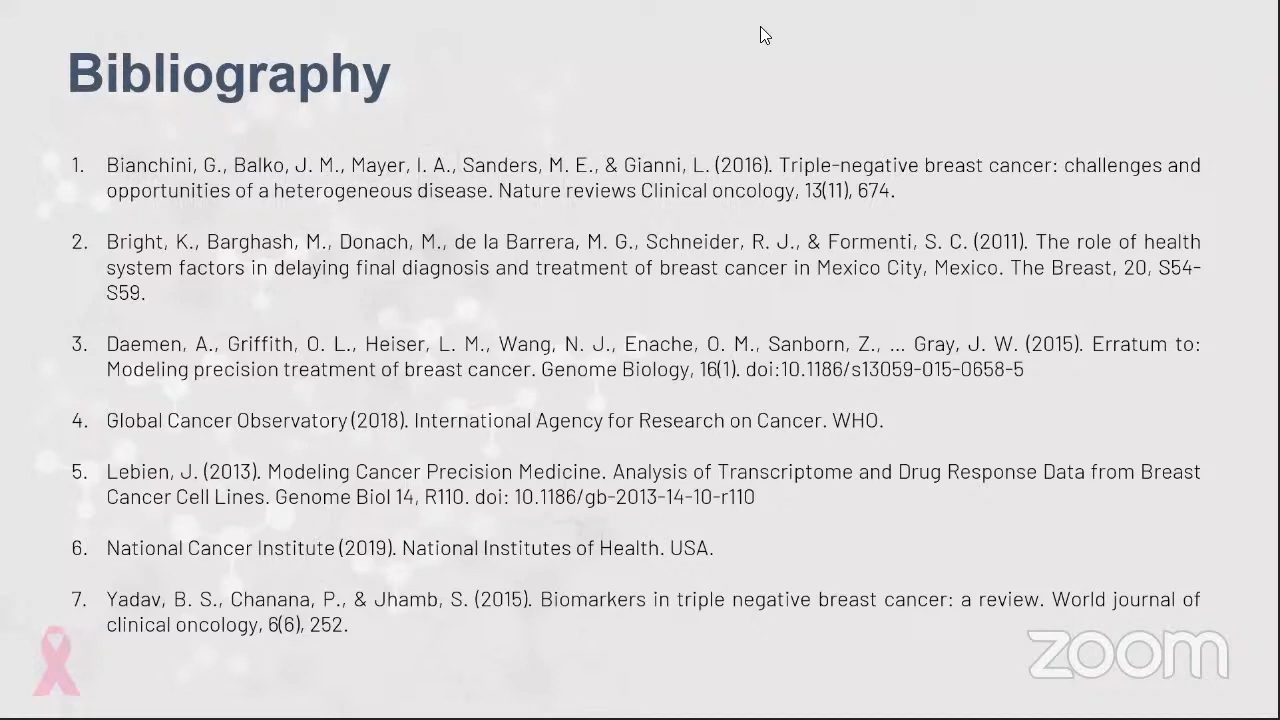 Bibliography
1. Bianchini, G., Balko, J. M., Mayer, I. A., Sanders, M. E., & Gianni, L. (2016). Triple-negative breast cancer: challenges and
opportunities of a heterogeneous disease. Nature reviews Clinical oncology, 13(11), 674.
2. Bright, K., Barghash, M., Donach, M., de la Barrera, M. G., Schneider, R. J., & Formenti, S. C. (2011). The role of health
system factors in delaying final diagnosis and treatment of breast cancer in Mexico City, Mexico. The Breast, 20, S54-
S59.
3. Daemen, A., Griffith, O. L., Heiser, L. M., Wang, N. J., Enache, O. M., Sanborn, Z., ... Gray, J. W. (2015). Erratum to:
Modeling precision treatment of breast cancer. Genome Biology, 16(1). doi:10.1186/s13059-015-0658-5
4. Global Cancer Observatory (2018). International Agency for Research on Cancer. WHO.
5. Lebien, J. (2013). Modeling Cancer Precision Medicine. Analysis of Transcriptome and Drug Response Data from Breast
Cancer Cell Lines. Genome Biol 14, R110. doi: 10.1186/gb-2013-14-10-r110
6. National Cancer Institute (2019). National Institutes of Health. USA.
7. Yadav, B. S., Chanana, P., & Jhamb, S. (2015). Biomarkers in triple negative breast cancer: a review. World journal of
clinical oncology, 6(6), 252.
zoom